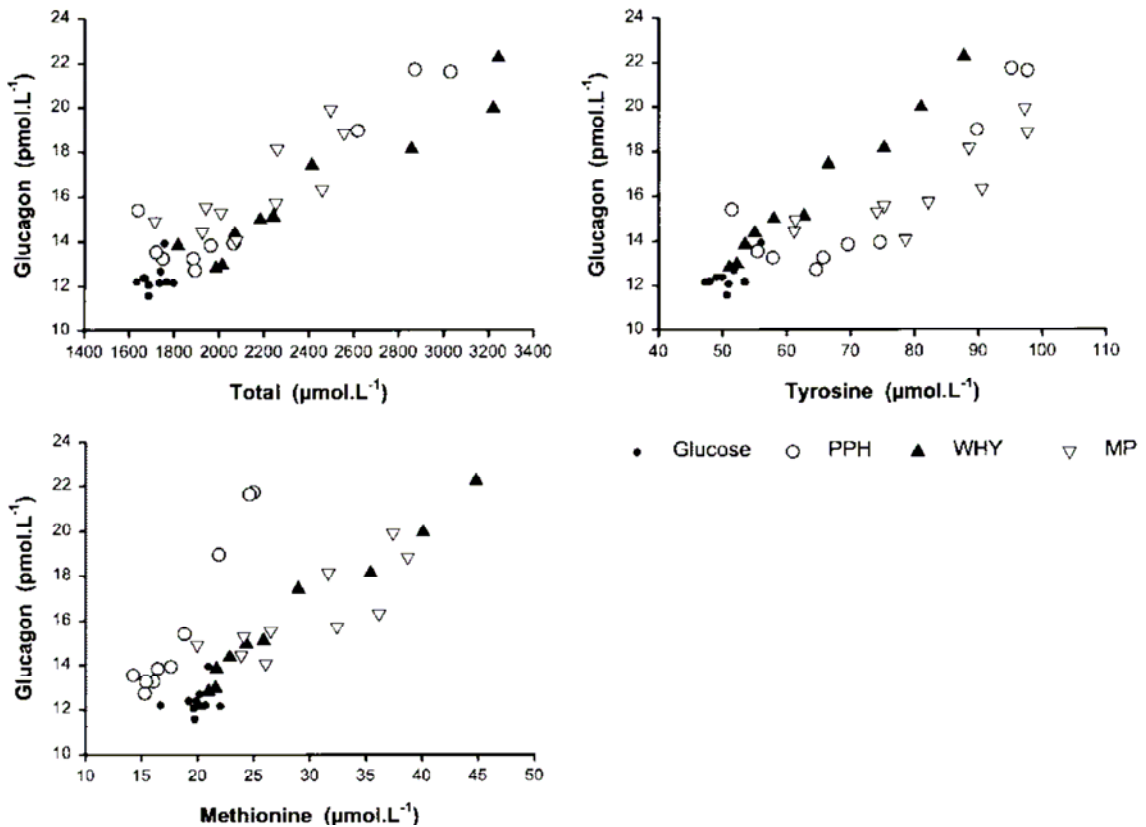 24
22
20
18
16
14
12
10
Glucagon (pmol.L-1)
1400 1600 1800 2000 2200 2400 2600 2800 3000 3200 3400
Total (µmol.L-1)
24
22
20
18
16
14
12
10
Glucagon (pmol.L-1)
40 50 60 70 80 90 100 110
Tyrosine (µmol.L-1)
Glucose PPH WHY MP
24
22
20
18
16
14
12
10
Glucagon (pmol.L-1)
10 15 20 25 30 35 40 45 50
Methionine (µmol.L-1)